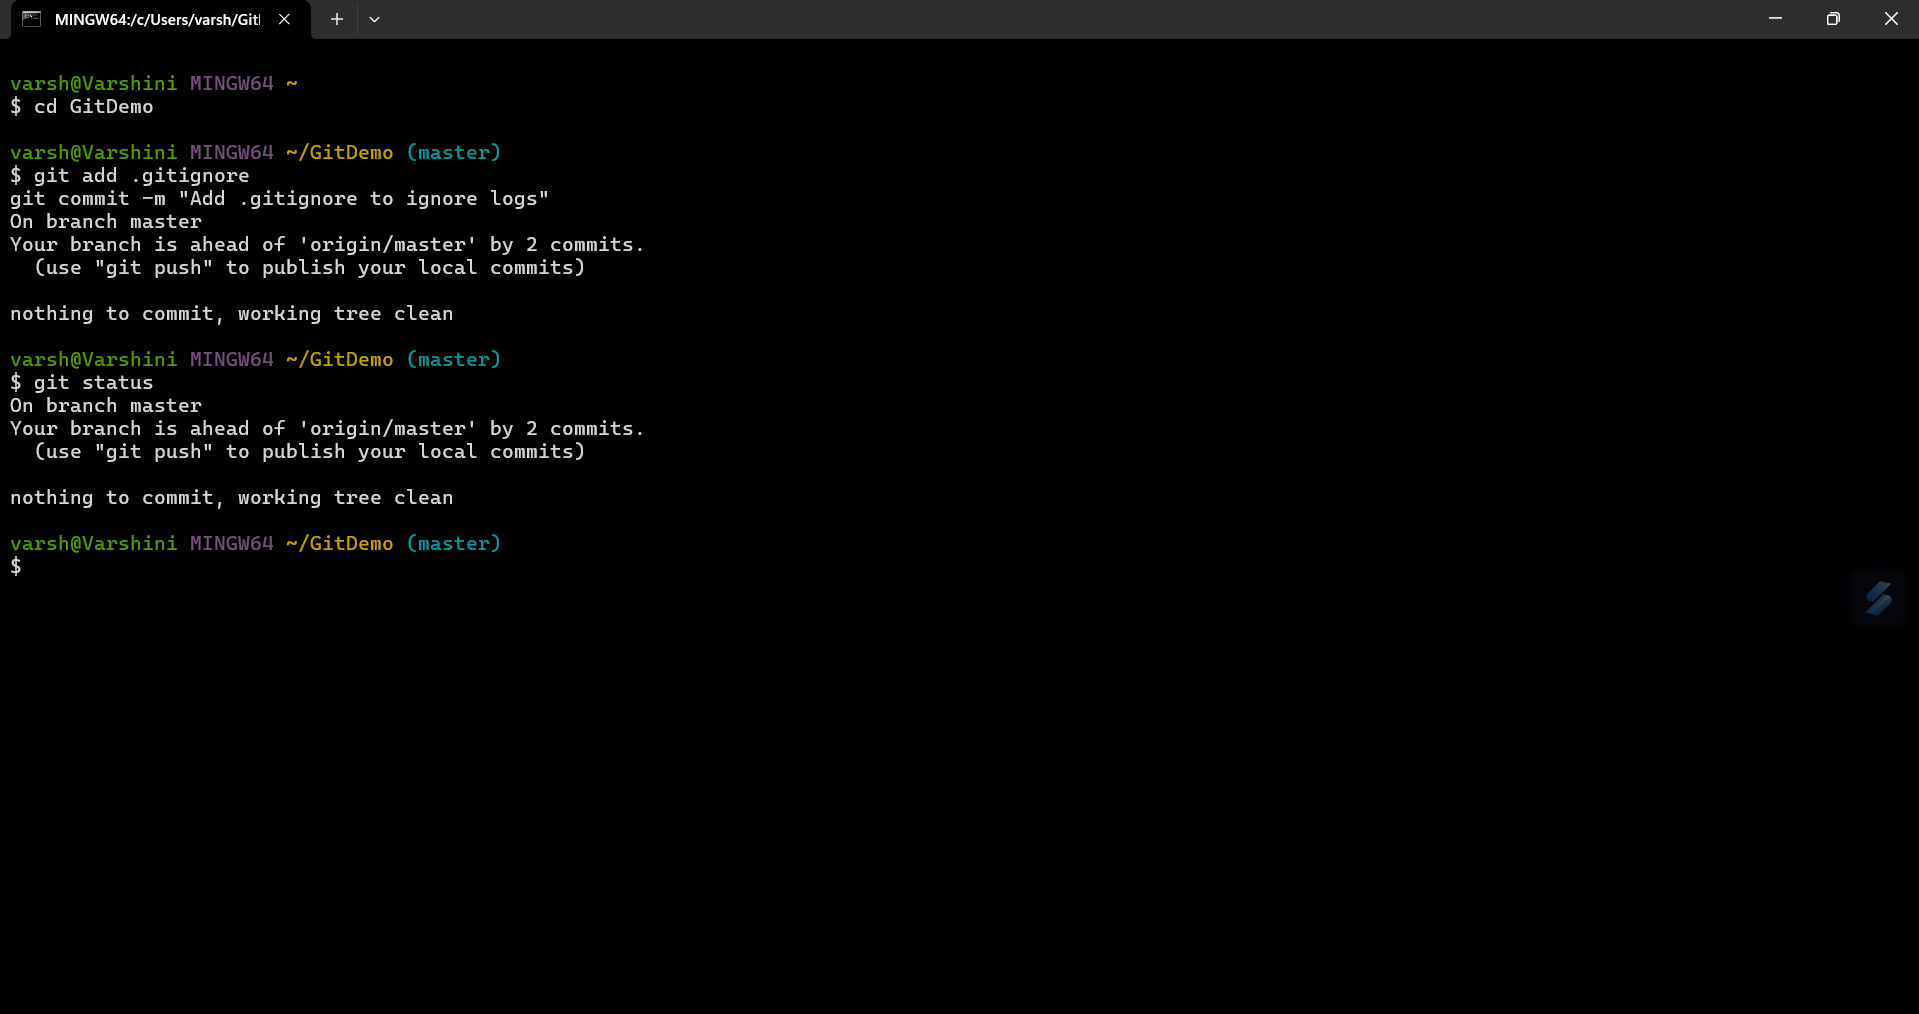 MINGW64:/c/Users/varsh/Git
varsh@Varshini MINGW64 ~
$ cd GitDemo
varsh@Varshini MINGW64 ~/GitDemo (master)
$ git add .gitignore
git commit -m "Add .gitignore to ignore logs"
On branch master
Your branch is ahead of 'origin/master' by 2 commits.
  (use "git push" to publish your local commits)
nothing to commit, working tree clean
varsh@Varshini MINGW64 ~/GitDemo (master)
$ git status
On branch master
Your branch is ahead of 'origin/master' by 2 commits.
  (use "git push" to publish your local commits)
nothing to commit, working tree clean
varsh@Varshini MINGW64 ~/GitDemo (master)
$